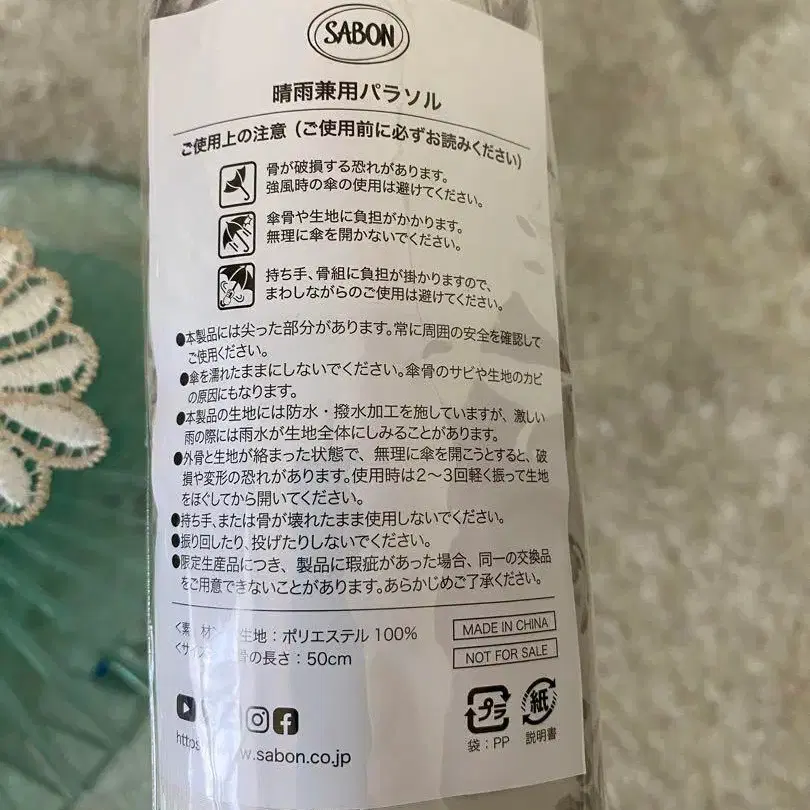 SABON
晴雨兼用パラソル
ご使用上の注意（ご使用前に必ずお読みください）
骨が破損する恐れがあります。
強風時の傘の使用は避けてください。
傘骨や生地に負担がかかります。
無理に傘を開かないでください。
持ち手、骨組に負担が掛かりますので、
まわしながらのご使用は避けてください。
●本製品には尖った部分があります。常に周囲の安全を確認して
ご使用ください。
●傘を濡れたままにしないでください。傘骨のサビや生地のカビ
の原因にもなります。
●本製品の生地には防水・撥水加工を施していますが、激しい
雨の際には雨水が生地全体にしみることがあります。
●外骨と生地が絡まった状態で、無理に傘を開こうとすると、破
損や変形の恐れがあります。使用時は2〜3回軽く振って生地
をほぐしてから開いてください。
●持ち手、または骨が壊れたまま使用しないでください。
●振り回したり、投げたりしないでください。
●限定生産品につき、製品に瑕疵があった場合、同一の交換品
をご用意できないことがあります。あらかじめご了承ください。
〈素 材 生地：ポリエステル 100%
〈サイズ 骨の長さ：50cm
MADE IN CHINA
NOT FOR SALE
プラ
紙
袋：PP
説明書
https w.sabon.co.jp